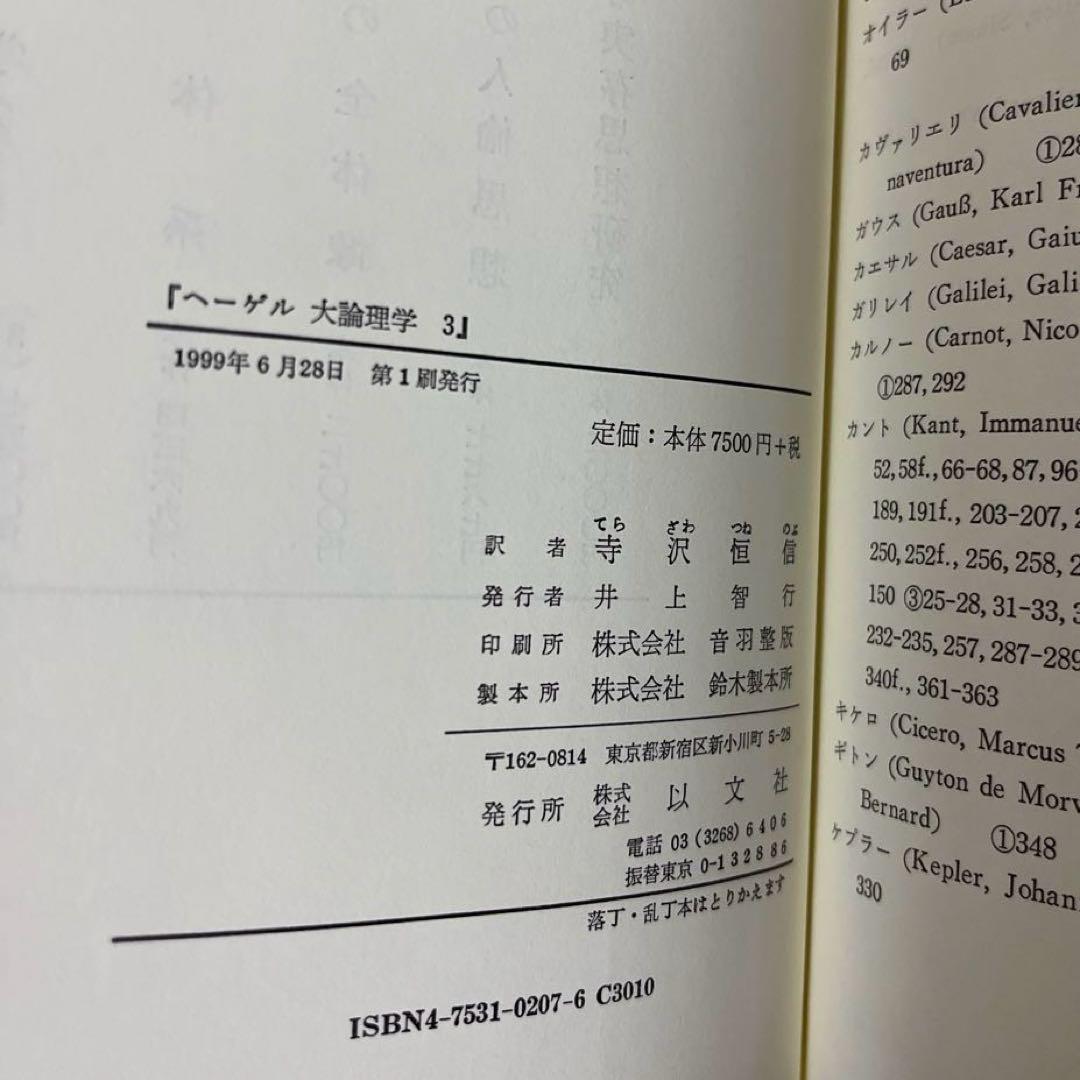 『ヘーゲル 大論理学 3』
1999年6月28日 第1刷発行
定価：本体7500円+税
てら ざわ つね のぶ
訳者 寺沢恒信
発行者 井上智行
印刷所 株式会社 音羽整版
製本所 株式会社 鈴木製本所
〒162-0814 東京都新宿区新小川町5-28
発行所 株式会社 以文社
電話 03 (3268) 6406
振替東京 0-132886
落丁・乱丁本はとりかえます
ISBN4-7531-0207-6 C3010
オイラー
69
カヴァリエリ (Cavalier
naventura) ①28
ガウス (Gauß, Karl Fr
カエサル (Caesar, Gaiu
ガリレイ (Galilei, Gali
カルノー (Carnot, Nico
①287, 292
カント (Kant, Immanue
52, 58f., 66-68, 87, 96
189, 191f., 203-207, 2
250, 252f., 256, 258, 2
150 ③25-28, 31-33, 3
232-235, 257, 287-289
340f., 361-363
キケロ (Cicero, Marcus
ギトン (Guyton de Morv
Bernard) ①348
ケプラー (Kepler, Johan
330